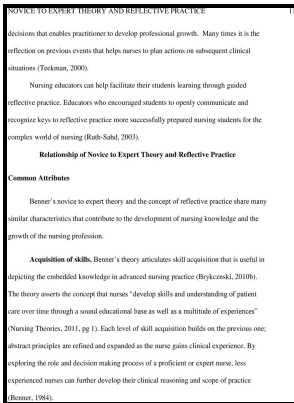 NOVICE TO EXPERT THEORY AND REFLECTIVE PRACTICE
decisions that enables practitioner to develop professional growth. Many times it is the
reflection on previous events that helps nurses to plan actions on subsequent clinical
situations (Teekman, 2000).
Nursing educators can help facilitate their students learning through guided
reflective practice. Educators who encouraged students to openly communicate and
recognize keys to reflective practice more successfully prepared nursing students for the
complex world of nursing (Ruth-Sahd, 2003).
Relationship of Novice to Expert Theory and Reflective Practice
Common Attributes
Benner's novice to expert theory and the concept of reflective practice share many
similar characteristics that contribute to the development of nursing knowledge and the
growth of the nursing profession.
Acquisition of skills. Benner's theory articulates skill acquisition that is useful in
depicting the embedded knowledge in advanced nursing practice (Brykcznski, 2010b).
The theory asserts the concept that nurses "develop skills and understanding of patient
care over time through a sound educational base as well as a multitude of experiences"
(Nursing Theories, 2011, pg 1). Each level of skill acquisition builds on the previous one;
abstract principles are refined and expanded as the nurse gains clinical experience. By
exploring the role and decision making process of a proficient or expert nurse, less
experienced nurses can further develop their clinical reasoning and scope of practice
(Benner, 1984).